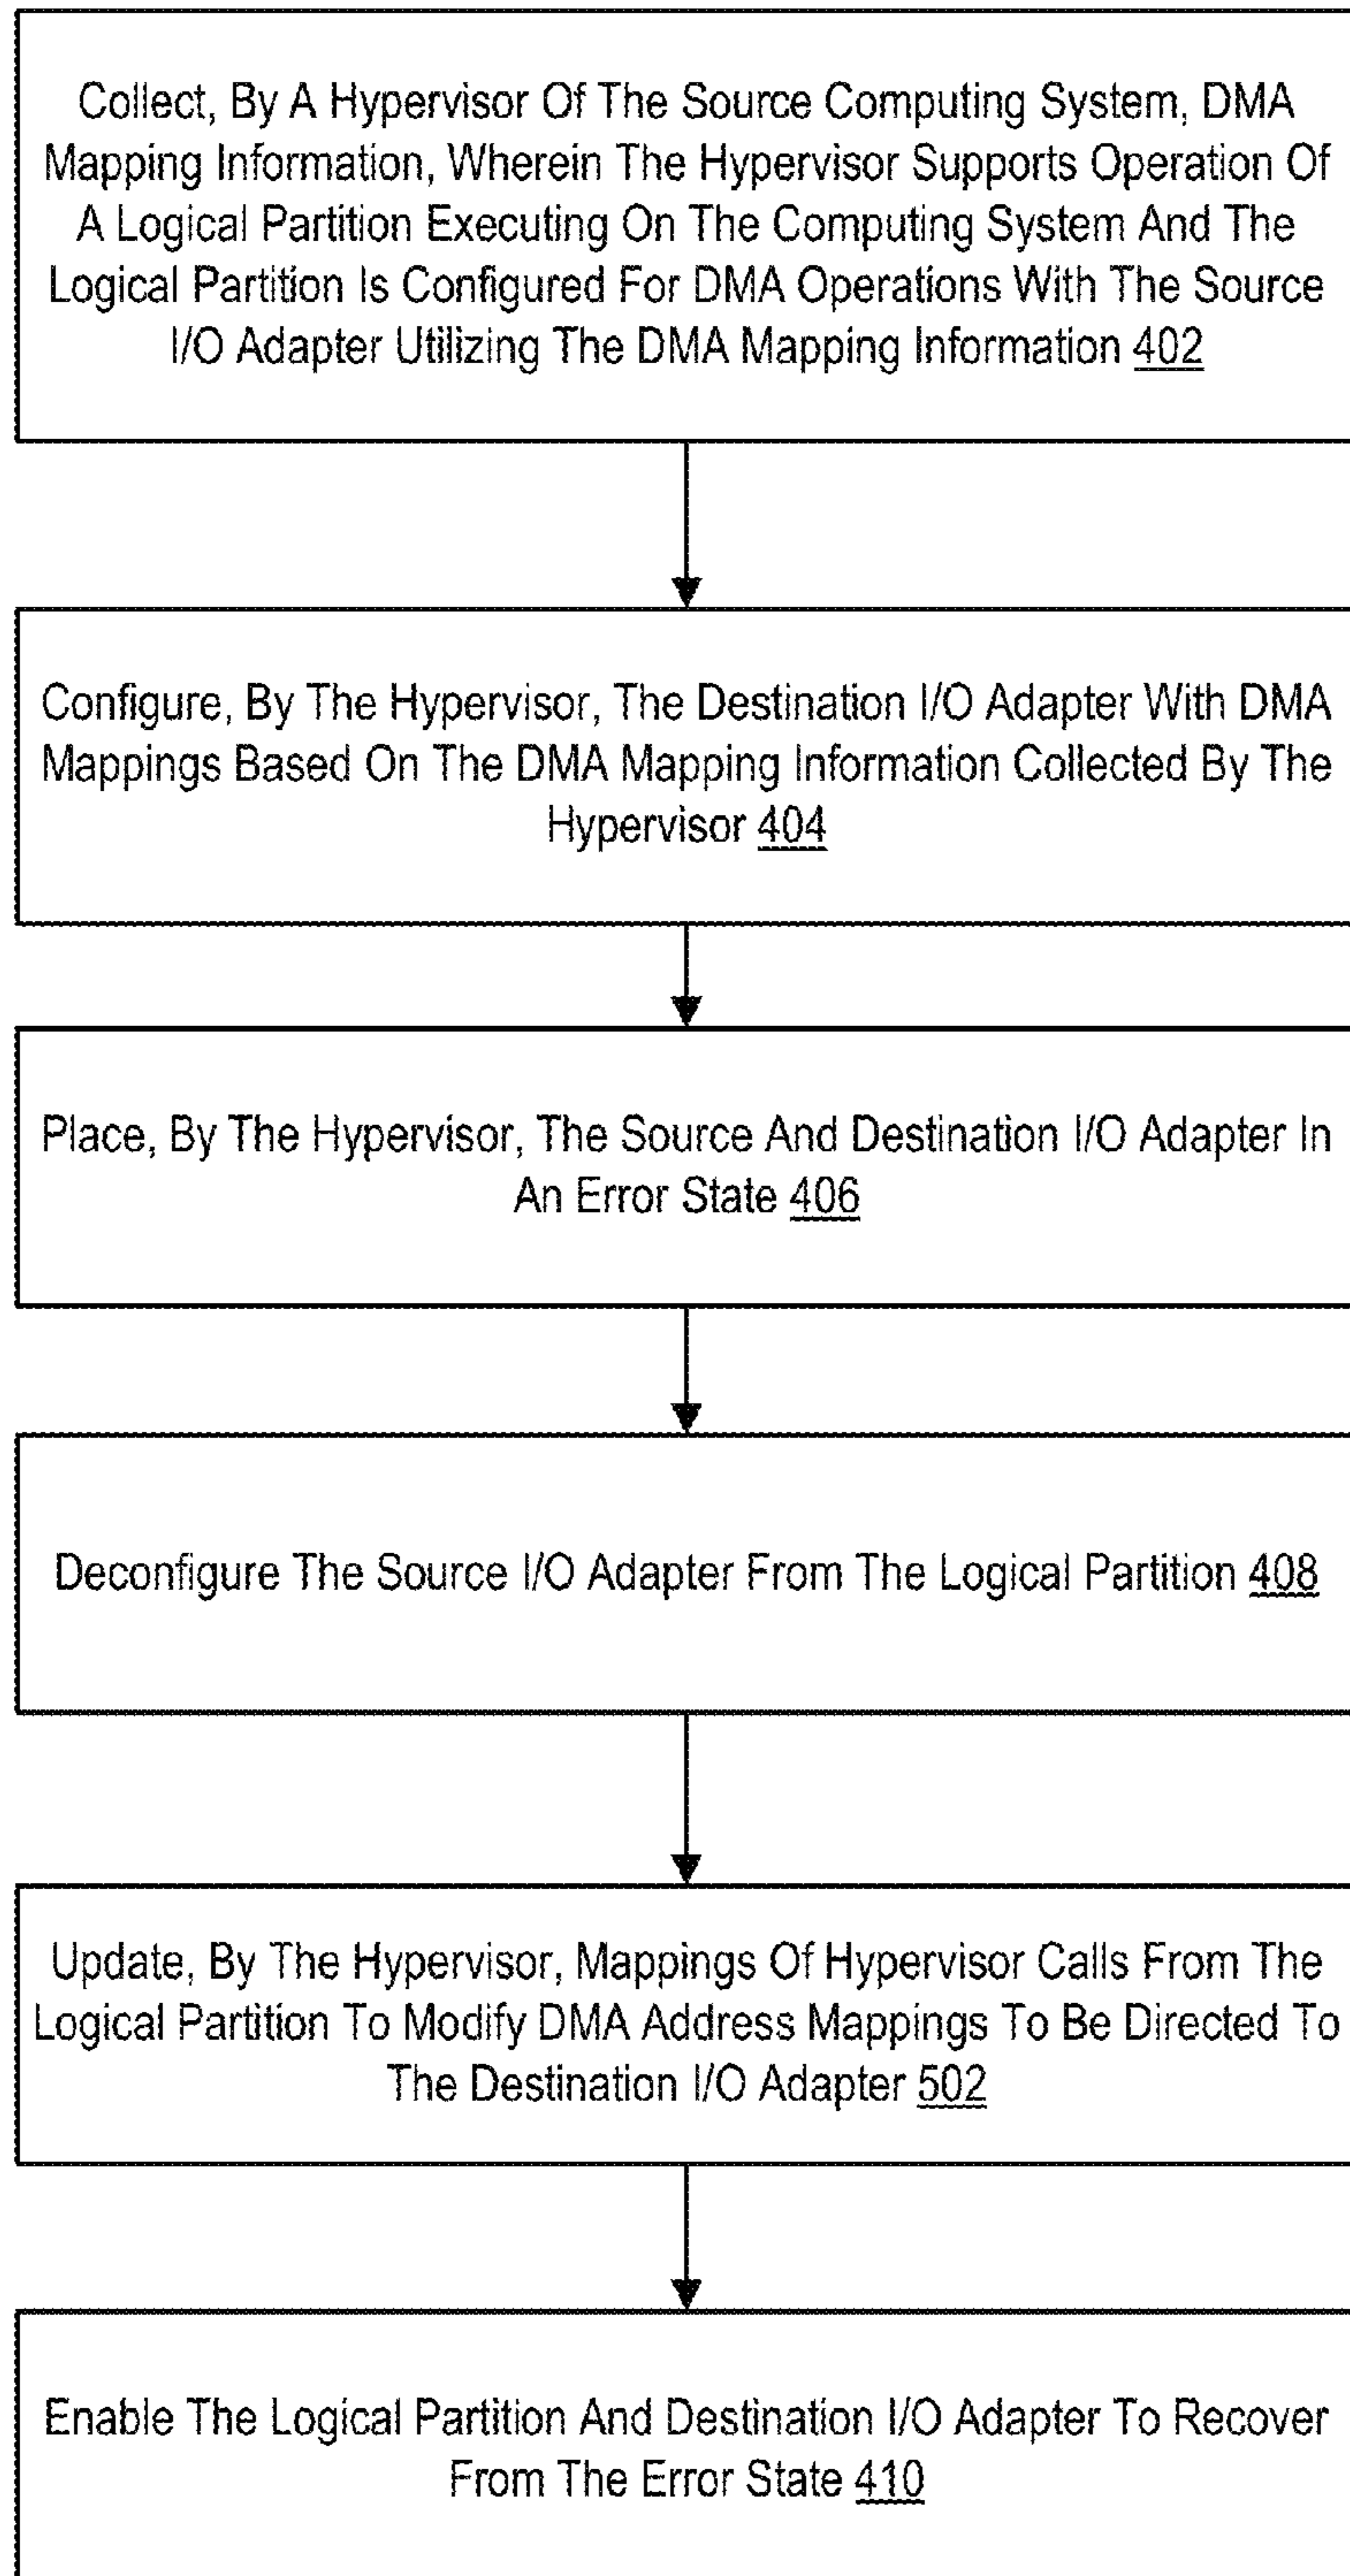 Collect, By A Hypervisor Of The Source Computing System, DMA
Mapping Information, Wherein The Hypervisor Supports Operation Of
A Logical Partition Executing On The Computing System And The
Logical Partition Is Configured For DMA Operations With The Source
I/O Adapter Utilizing The DMA Mapping Information 402
Configure, By The Hypervisor, The Destination I/O Adapter With DMA
Mappings Based On The DMA Mapping Information Collected By The
Hypervisor 404
Place, By The Hypervisor, The Source And Destination I/O Adapter In
An Error State 406
Deconfigure The Source I/O Adapter From The Logical Partition 408
Update, By The Hypervisor, Mappings Of Hypervisor Calls From The
Logical Partition To Modify DMA Address Mappings To Be Directed To
The Destination I/O Adapter 502
Enable The Logical Partition And Destination I/O Adapter To Recover
From The Error State 410